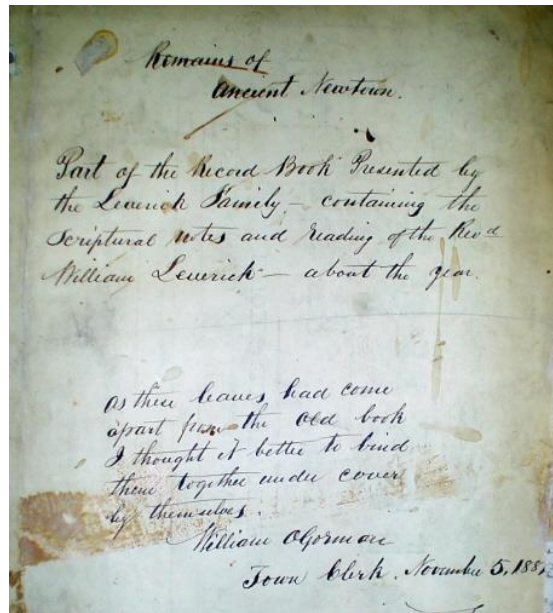 Remains of
Ancient Newtown.
Part of the Record Book Presented by
the Leverick Family – containing the
Scriptural notes and reading of the Revd
William Leverick – about the year.
As these leaves had come
apart from the old book
I thought it better to bind
them together under cover
by themselves.
William OGorman
Town Clerk. November 5, 188